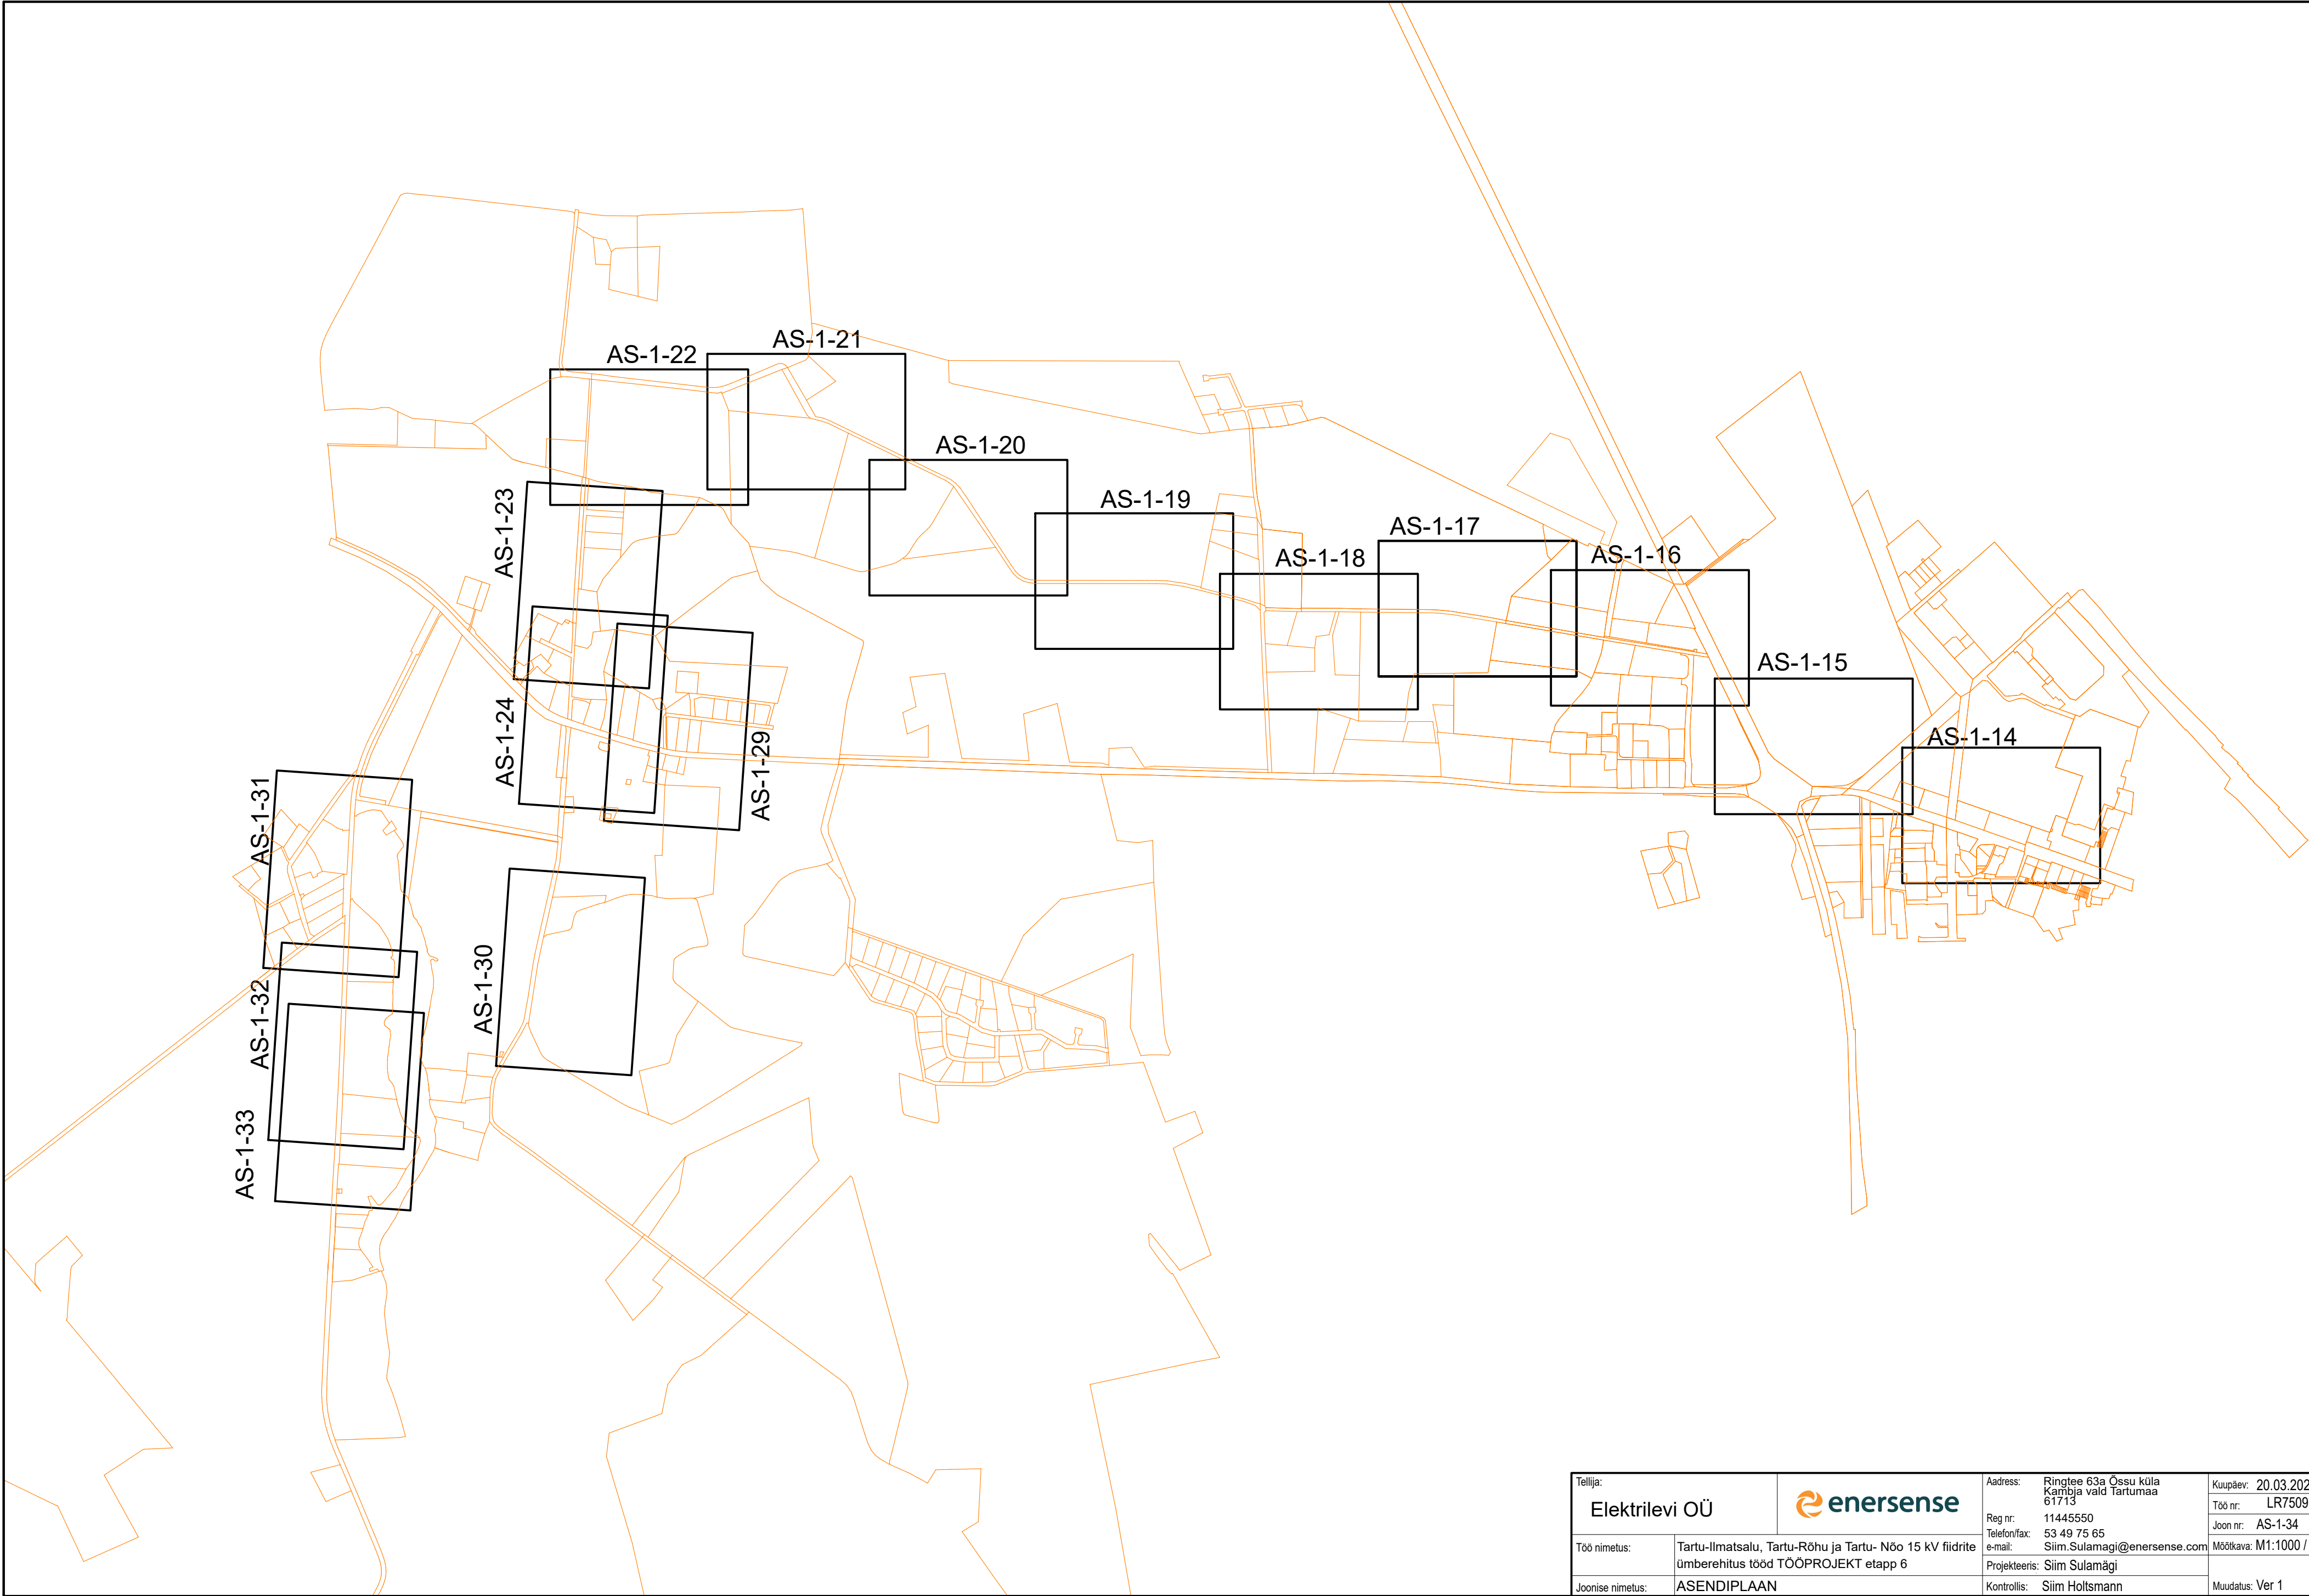 AS-1-21
AS-1-22
AS-1-20
AS-1-19
AS-1-23
AS-1-17
AS-1-18
AS-1-16
AS-1-15
AS-1-24
AS-1-29
AS-1-14
AS-1-31
AS-1-30
AS-1-32
AS-1-33
Tellija:
Elektrilevi OÜ
enersense
Aadress: Ringtee 63a Õssu küla
Kambja vald Tartumaa
61713
Reg nr: 11445550
Telefon/fax: 53 49 75 65
e-mail: Siim.Sulamagi@enersense.com
Projekteeris: Siim Sulamägi
Kontrollis: Siim Holtsmann
Kuupäev: 20.03.202
Töö nr: LR7509
Joon nr: AS-1-34
Mõõtkava: M1:1000 /
Muudatus: Ver 1
Töö nimetus: Tartu-Ilmatsalu, Tartu-Rõhu ja Tartu- Nõo 15 kV fiidrite
ümberehitus tööd TÖÖPROJEKT etapp 6
Joonise nimetus: ASENDIPLAAN